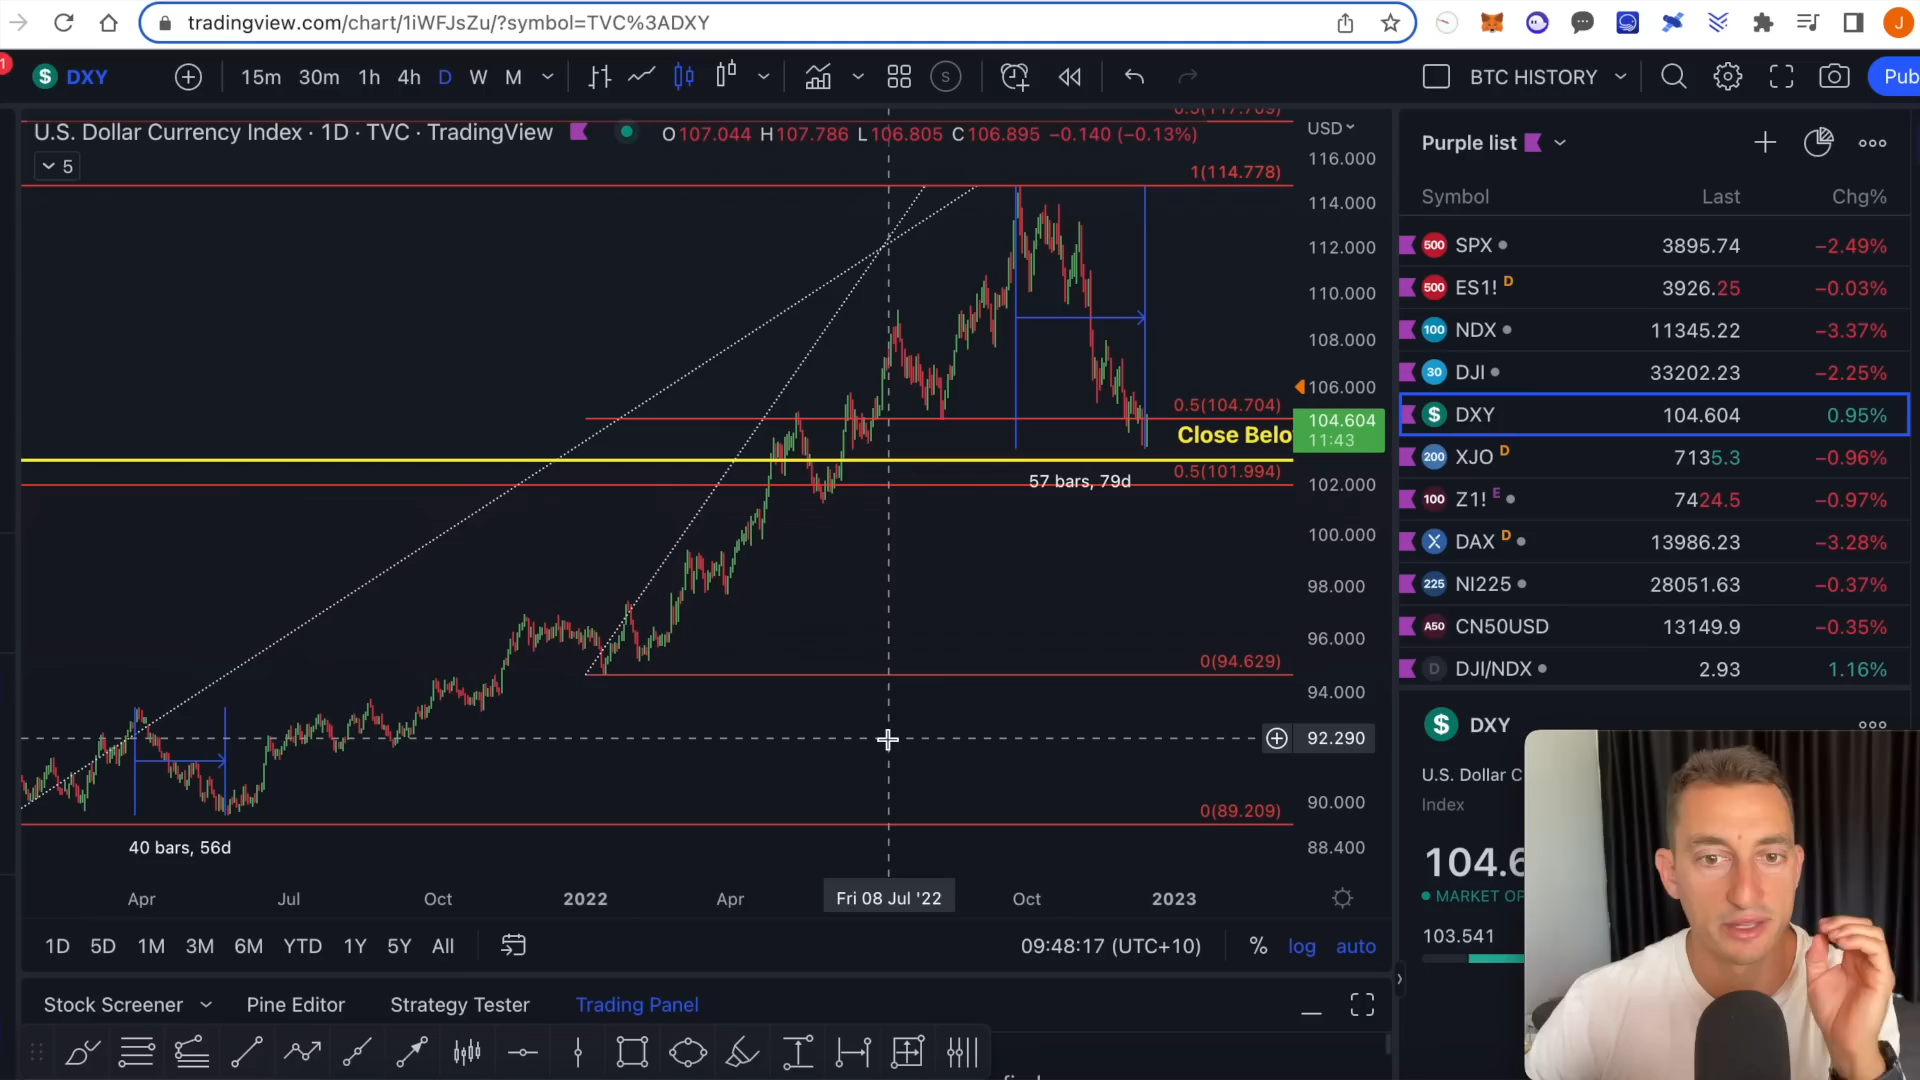 tradingview.com/chart/1iWFJsZu/?symbol=TVC%3ADXY
J
1
$ DXY
15m 30m 1h 4h D W M
S
BTC HISTORY
Pub
U.S. Dollar Currency Index · 1D · TVC · TradingView
O107.044 H107.786 L106.805 C106.895 −0.140 (−0.13%)
5
USD
116.000
1(114.778)
114.000
112.000
110.000
108.000
106.000
0.5(104.704)
104.604
11:43
Close Belo
0.5(101.994)
102.000
57 bars, 79d
100.000
98.000
96.000
0(94.629)
94.000
92.290
90.000
0(89.209)
88.400
40 bars, 56d
Apr Jul Oct 2022 Apr Fri 08 Jul '22 Oct 2023
1D 5D 1M 3M 6M YTD 1Y 5Y All
09:48:17 (UTC+10) % log auto
Stock Screener Pine Editor Strategy Tester Trading Panel
Purple list
Symbol Last Chg%
500 SPX 3895.74 −2.49%
500 ES1! D 3926.25 −0.03%
100 NDX 11345.22 −3.37%
30 DJI 33202.23 −2.25%
$ DXY 104.604 0.95%
200 XJO D 7135.3 −0.96%
100 Z1! E 7424.5 −0.97%
X DAX D 13986.23 −3.28%
225 NI225 28051.63 −0.37%
A50 CN50USD 13149.9 −0.35%
D DJI/NDX 2.93 1.16%
$ DXY
U.S. Dollar C
Index
104.6
MARKET OP
103.541